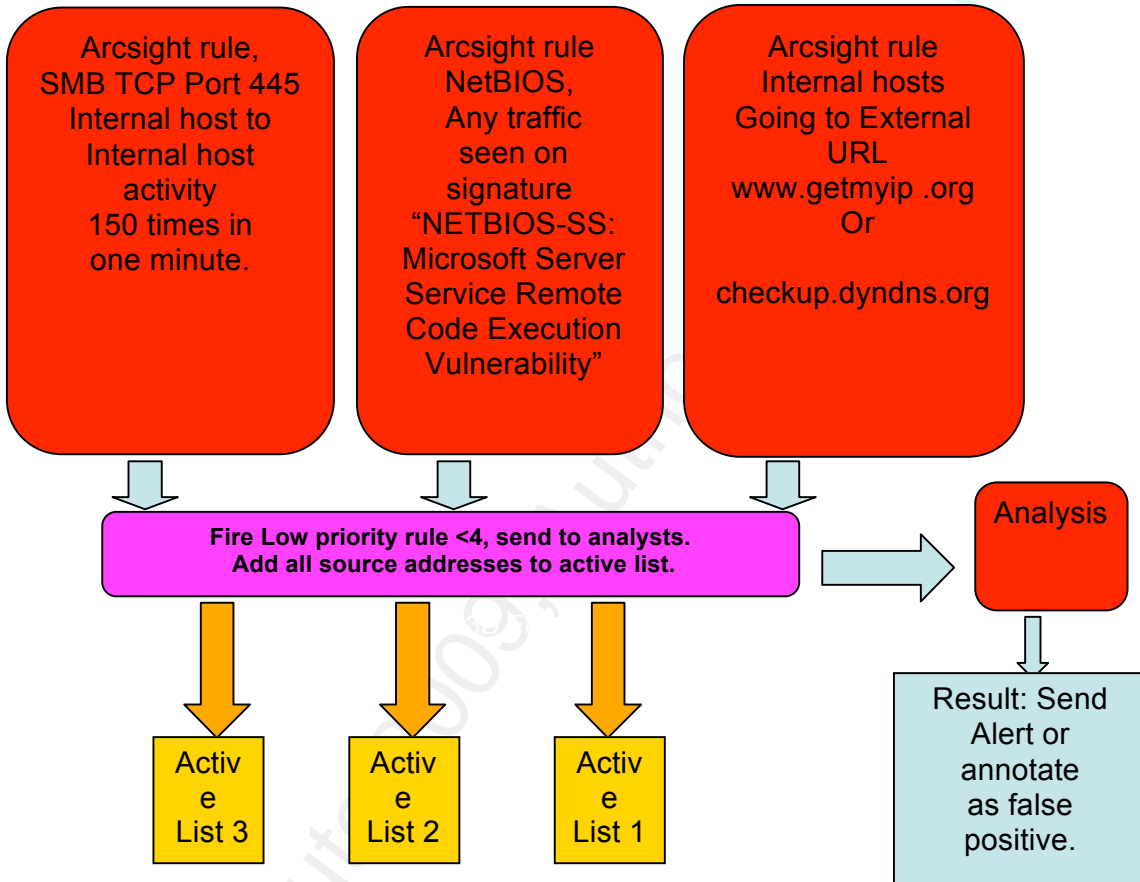 Arcsight rule,
SMB TCP Port 445
Internal host to
Internal host
activity
150 times in
one minute.
Arcsight rule
NetBIOS,
Any traffic
seen on
signature
“NETBIOS-SS:
Microsoft Server
Service Remote
Code Execution
Vulnerability”
Arcsight rule
Internal hosts
Going to External
URL
www.getmyip .org
Or
checkup.dyndns.org
Fire Low priority rule <4, send to analysts.
Add all source addresses to active list.
Analysis
Activ
e
List 3
Activ
e
List 2
Activ
e
List 1
Result: Send
Alert or
annotate
as false
positive.